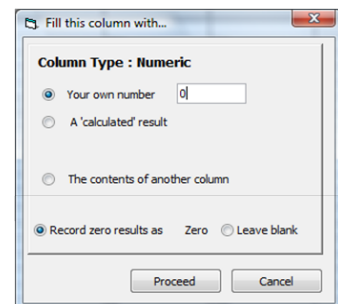 Fill this column with...
Column Type : Numeric
Your own number 0
A 'calculated' result
The contents of another column
Record zero results as Zero Leave blank
Proceed Cancel